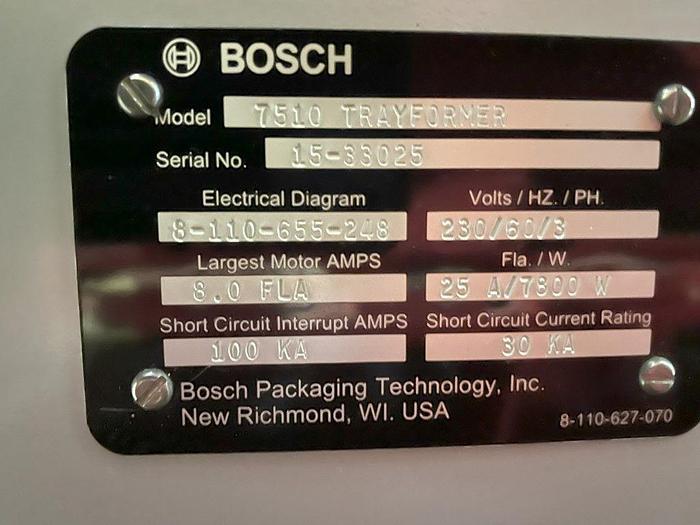 BOSCH
Model 7510 TRAYFORMER
Serial No. 15-33025
Electrical Diagram Volts / HZ. / PH.
8-110-655-248 230/60/3
Largest Motor AMPS Fla. / W.
8.0 FLA 25 A/7800 W
Short Circuit Interrupt AMPS Short Circuit Current Rating
100 KA 30 KA
Bosch Packaging Technology, Inc.
New Richmond, WI. USA 8-110-627-070